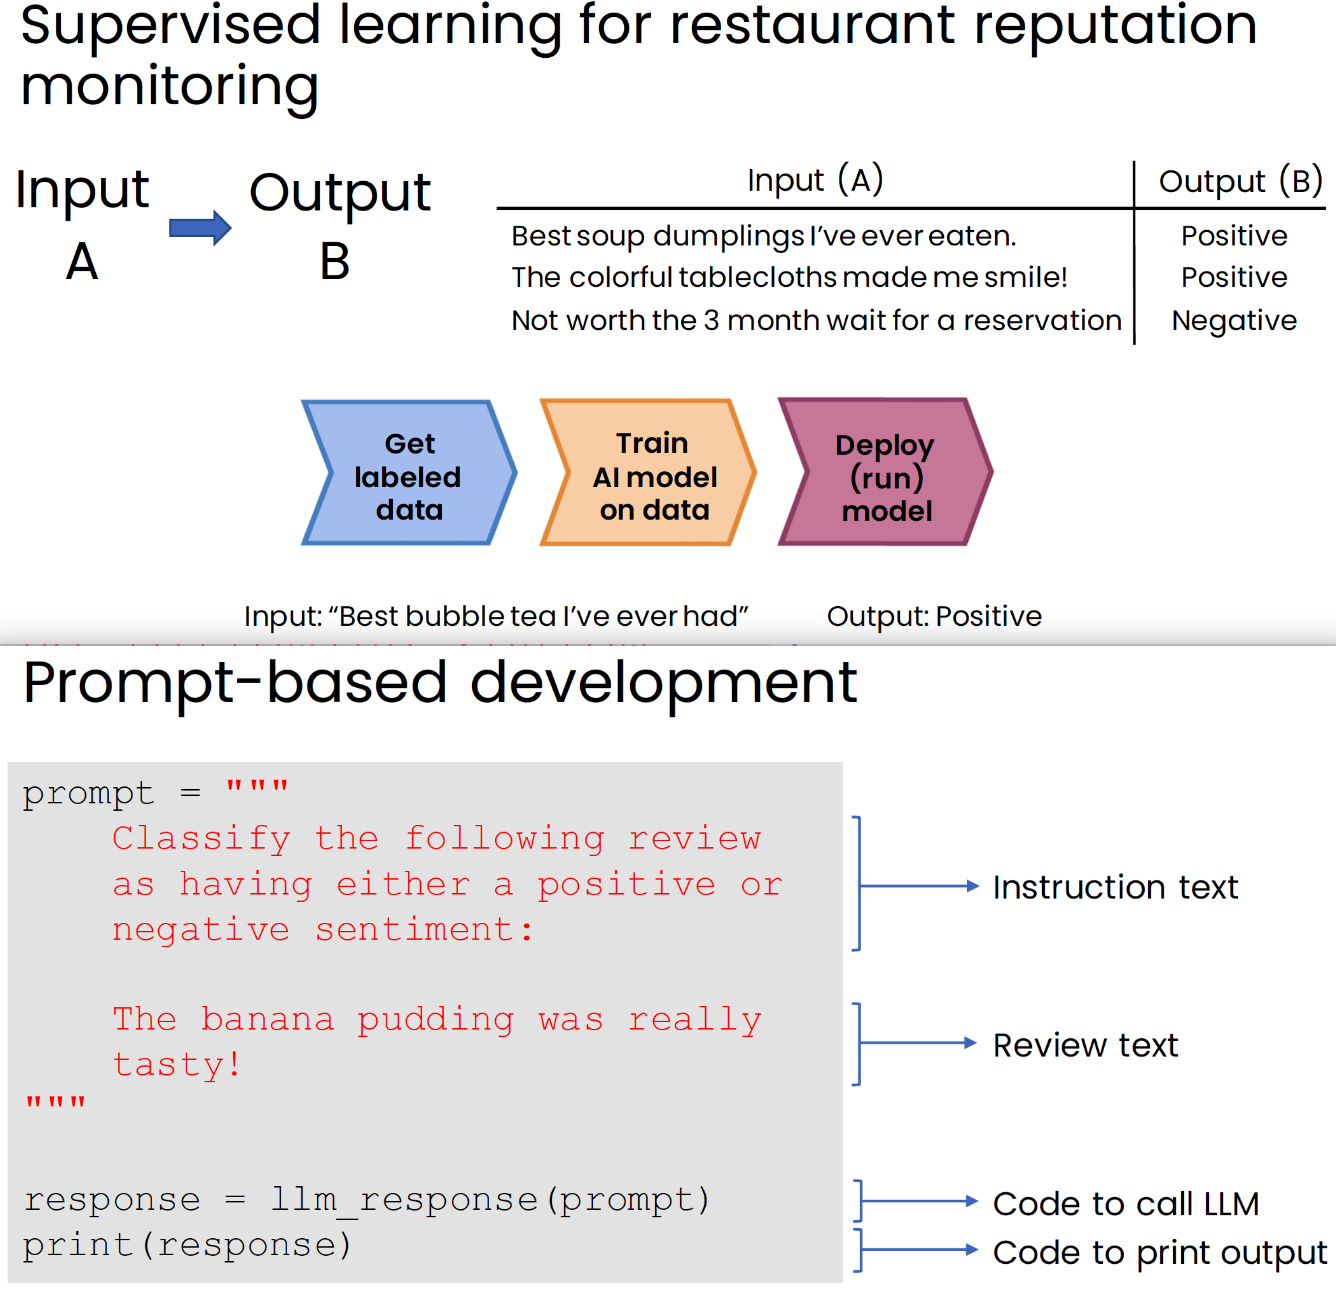 Supervised learning for restaurant reputation
monitoring
Input
A
Output
B
Input (A) Output (B)
Best soup dumplings I've ever eaten. Positive
The colorful tablecloths made me smile! Positive
Not worth the 3 month wait for a reservation Negative
Get
labeled
data
Train
AI model
on data
Deploy
(run)
model
Input: “Best bubble tea I've ever had” Output: Positive
Prompt-based development
prompt = """
Classify the following review
as having either a positive or
negative sentiment:
Instruction text
The banana pudding was really
tasty!
Review text
"""
response = llm_response(prompt)
Code to call LLM
print(response)
Code to print output